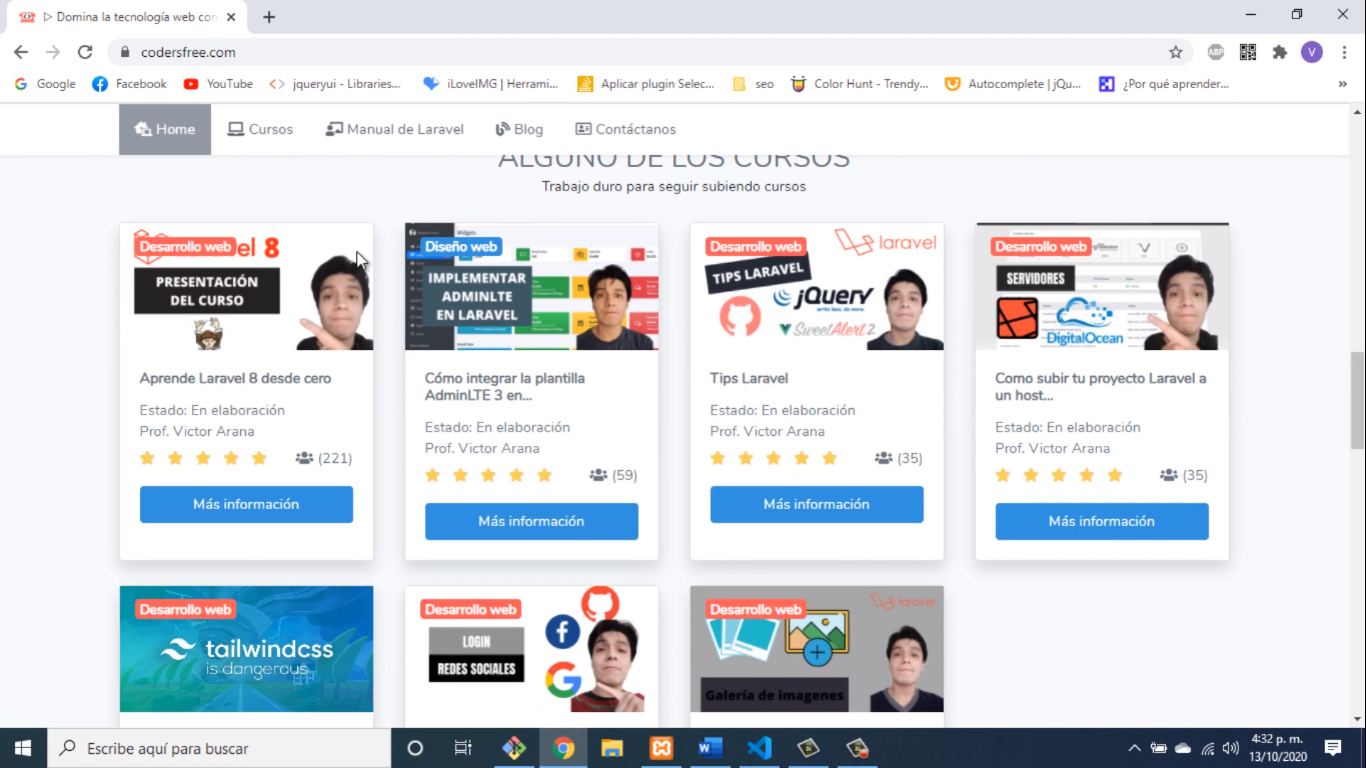 ▷ Domina la tecnología web con
codersfree.com
ABP
V
Google
Facebook
YouTube
jqueryui - Libraries...
iLoveIMG | Herrami...
Aplicar plugin Selec...
seo
Color Hunt - Trendy...
Autocomplete | jQu...
¿Por qué aprender...
»
Home
Cursos
Manual de Laravel
Blog
Contáctanos
ALGUNO DE LOS CURSOS
Trabajo duro para seguir subiendo cursos
Desarrollo web
el 8
PRESENTACIÓN
DEL CURSO
Aprende Laravel 8 desde cero
Estado: En elaboración
Prof. Victor Arana
(221)
Más información
Diseño web
Widgets
IMPLEMENTAR
ADMINLTE
EN LARAVEL
Cómo integrar la plantilla
AdminLTE 3 en...
Estado: En elaboración
Prof. Victor Arana
(59)
Más información
Desarrollo web
laravel
TIPS LARAVEL
jQuery
write less, do more.
SweetAlert2
Tips Laravel
Estado: En elaboración
Prof. Victor Arana
(35)
Más información
Desarrollo web
SERVIDORES
DigitalOcean
Como subir tu proyecto Laravel a
un host...
Estado: En elaboración
Prof. Victor Arana
(35)
Más información
Desarrollo web
tailwindcss
is dangerous
Desarrollo web
LOGIN
REDES SOCIALES
Desarrollo web
laravel
Galería de imagenes
Escribe aquí para buscar
4:32 p. m.
13/10/2020